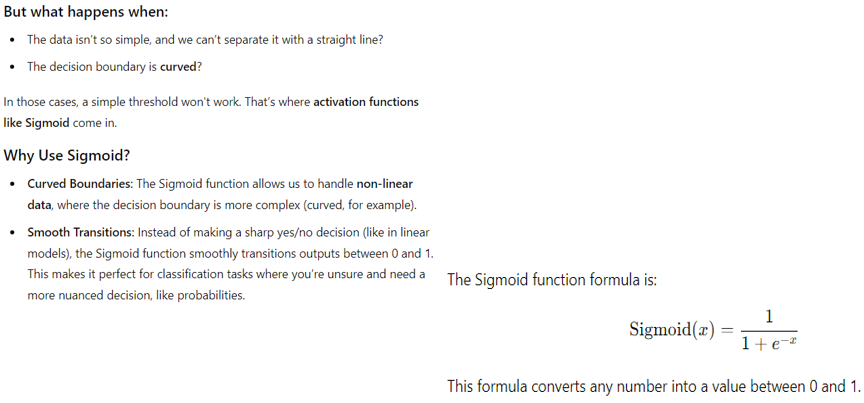 But what happens when:
• The data isn't so simple, and we can't separate it with a straight line?
• The decision boundary is curved?
In those cases, a simple threshold won't work. That's where activation functions
like Sigmoid come in.
Why Use Sigmoid?
• Curved Boundaries: The Sigmoid function allows us to handle non-linear
data, where the decision boundary is more complex (curved, for example).
• Smooth Transitions: Instead of making a sharp yes/no decision (like in linear
models), the Sigmoid function smoothly transitions outputs between 0 and 1.
This makes it perfect for classification tasks where you're unsure and need a
more nuanced decision, like probabilities.
The Sigmoid function formula is:
Sigmoid(x) = 1 / (1 + e^{-x})
This formula converts any number into a value between 0 and 1.